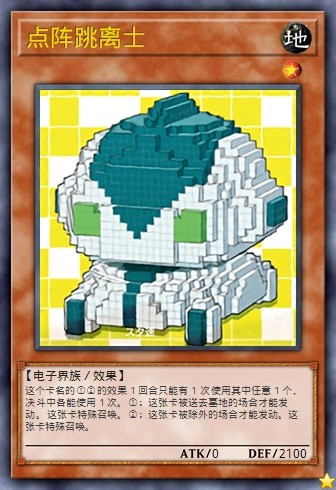 点阵跳离士
地
【电子界族／效果】
这个卡名的①②的效果１回合只能有１次使用其中任意１个，
决斗中各能使用１次。①：这张卡被送去墓地的场合才能发
动。这张卡特殊召唤。②：这张卡被除外的场合才能发动。这
张卡特殊召唤。
ATK/0 DEF/2100